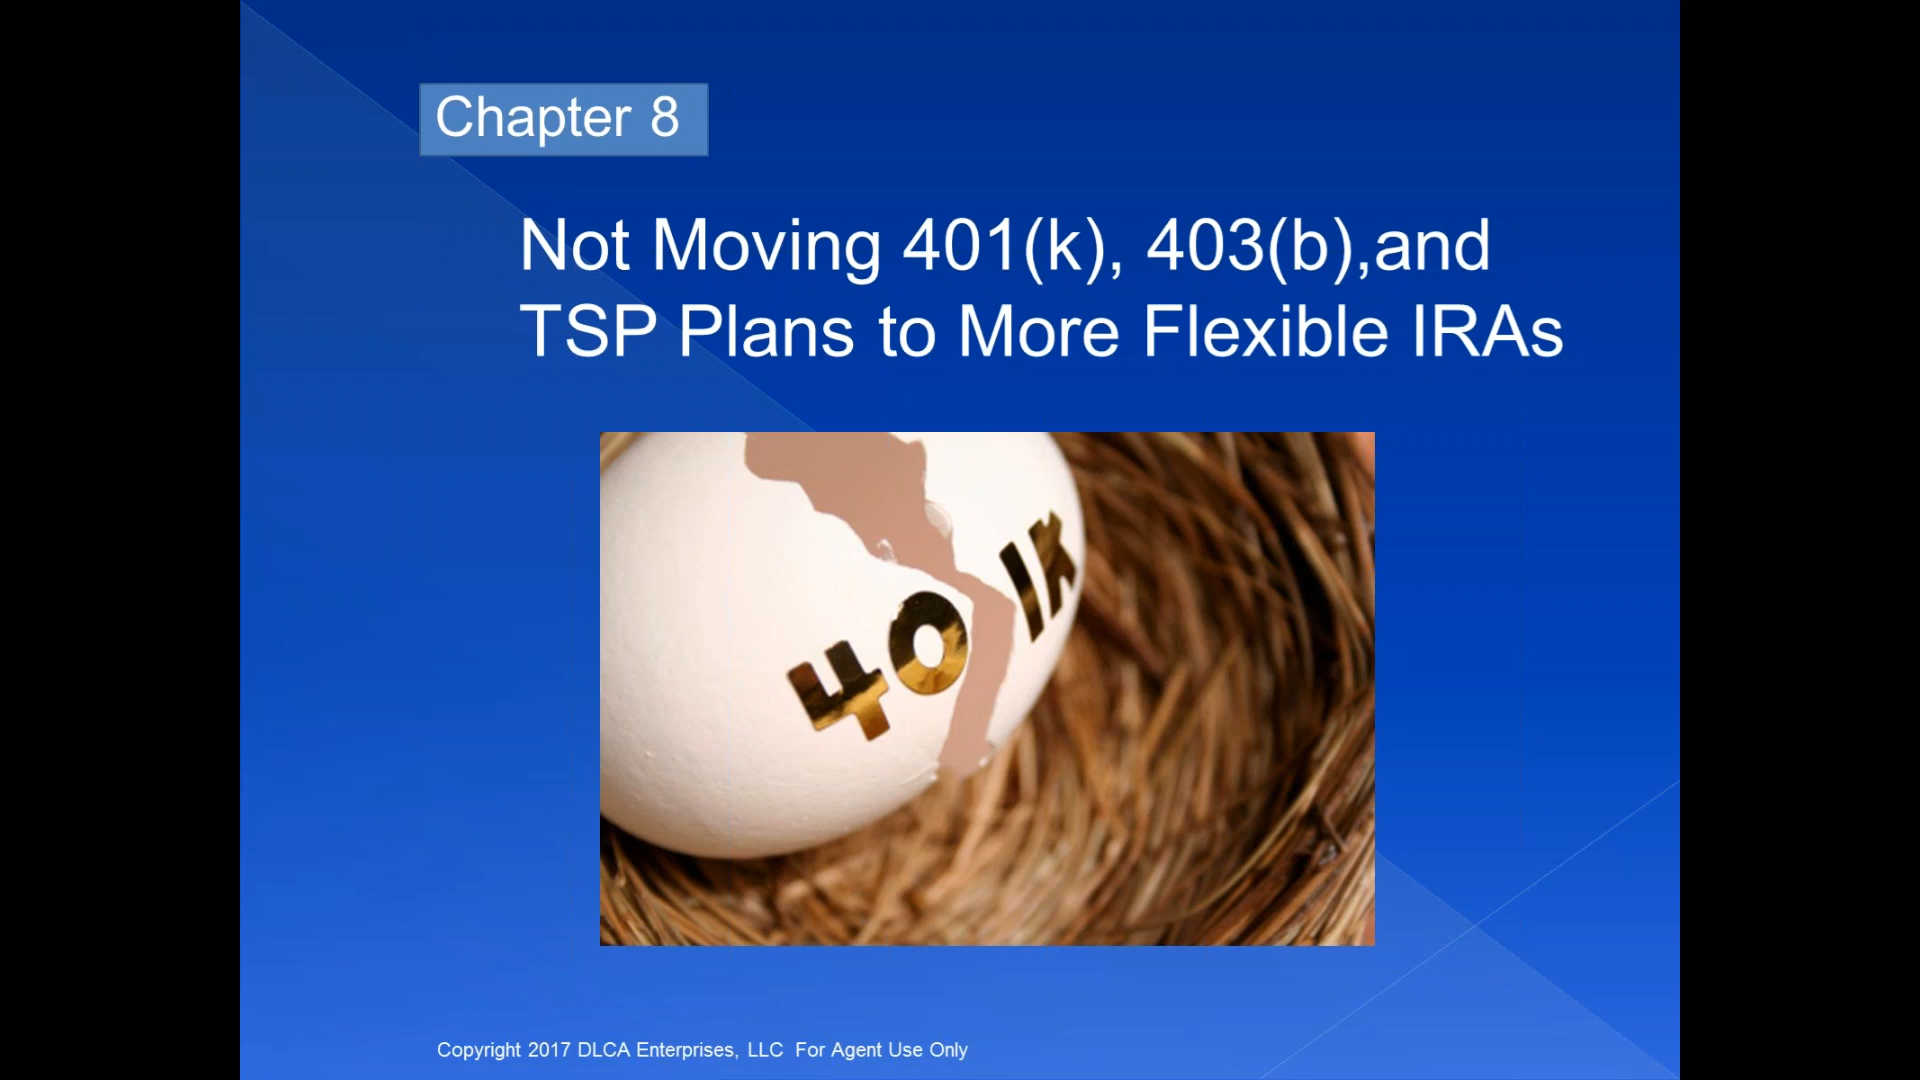 Chapter 8
Not Moving 401(k), 403(b),and
TSP Plans to More Flexible IRAs
401k
Copyright 2017 DLCA Enterprises, LLC For Agent Use Only